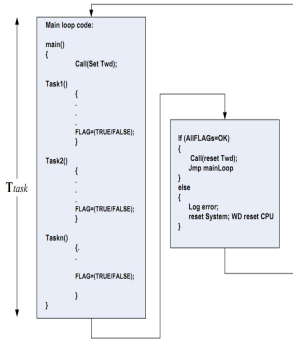 Main loop code:
main()
{
Call(Set Twd);
Task1()
{
.
.
.
FLAG=(TRUE/FALSE);
}
Task2()
{
.
.
.
FLAG=(TRUE/FALSE);
}
Taskn()
{.
.
FLAG=(TRUE/FALSE);
}
}
Ttask
If (AllFLAGs=OK)
{
Call(reset Twd);
Jmp mainLoop
}
else
{
Log error;
reset System; WD reset CPU
}